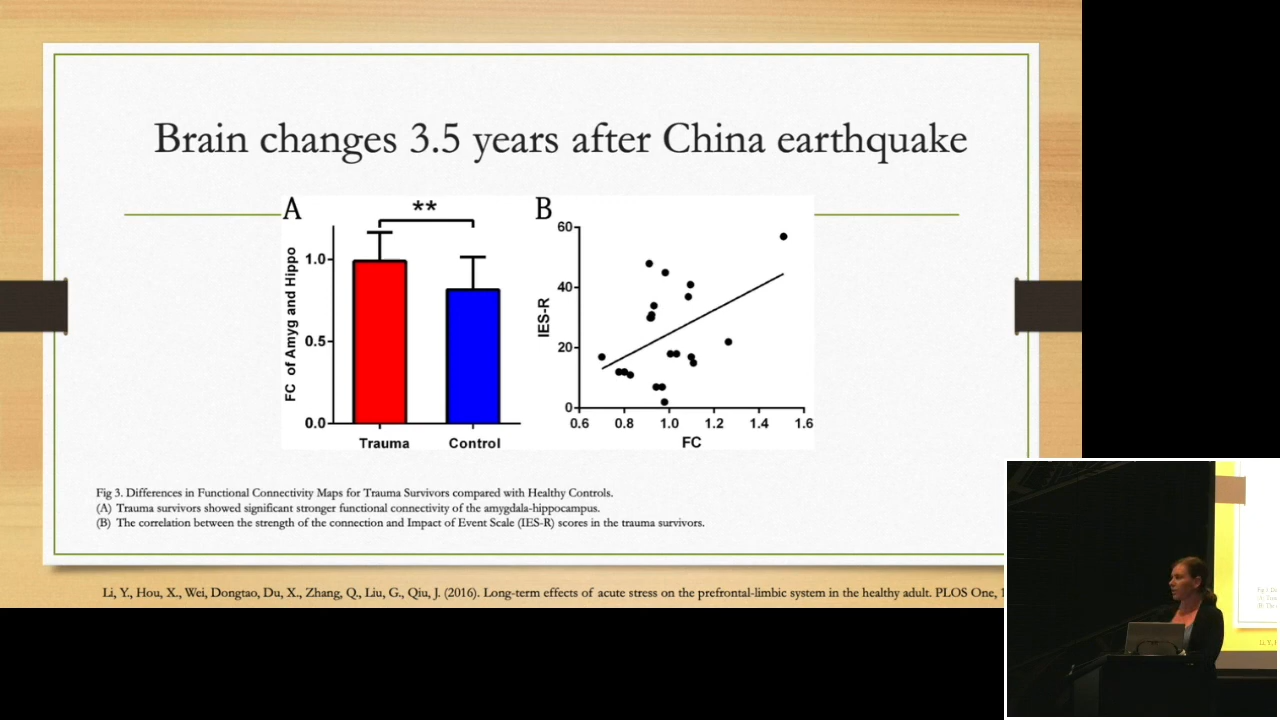 Brain changes 3.5 years after China earthquake
A
**
FC of Amyg and Hippo
1.0
0.5
0.0
Trauma
Control
B
IES-R
60
40
20
0
0.6 0.8 1.0 1.2 1.4 1.6
FC
Fig 3. Differences in Functional Connectivity Maps for Trauma Survivors compared with Healthy Controls.
(A) Trauma survivors showed significant stronger functional connectivity of the amygdala-hippocampus.
(B) The correlation between the strength of the connection and Impact of Event Scale (IES-R) scores in the trauma survivors.
Li, Y., Hou, X., Wei, Dongtao, Du, X., Zhang, Q., Liu, G., Qiu, J. (2016). Long-term effects of acute stress on the prefrontal-limbic system in the healthy adult. PLOS One,